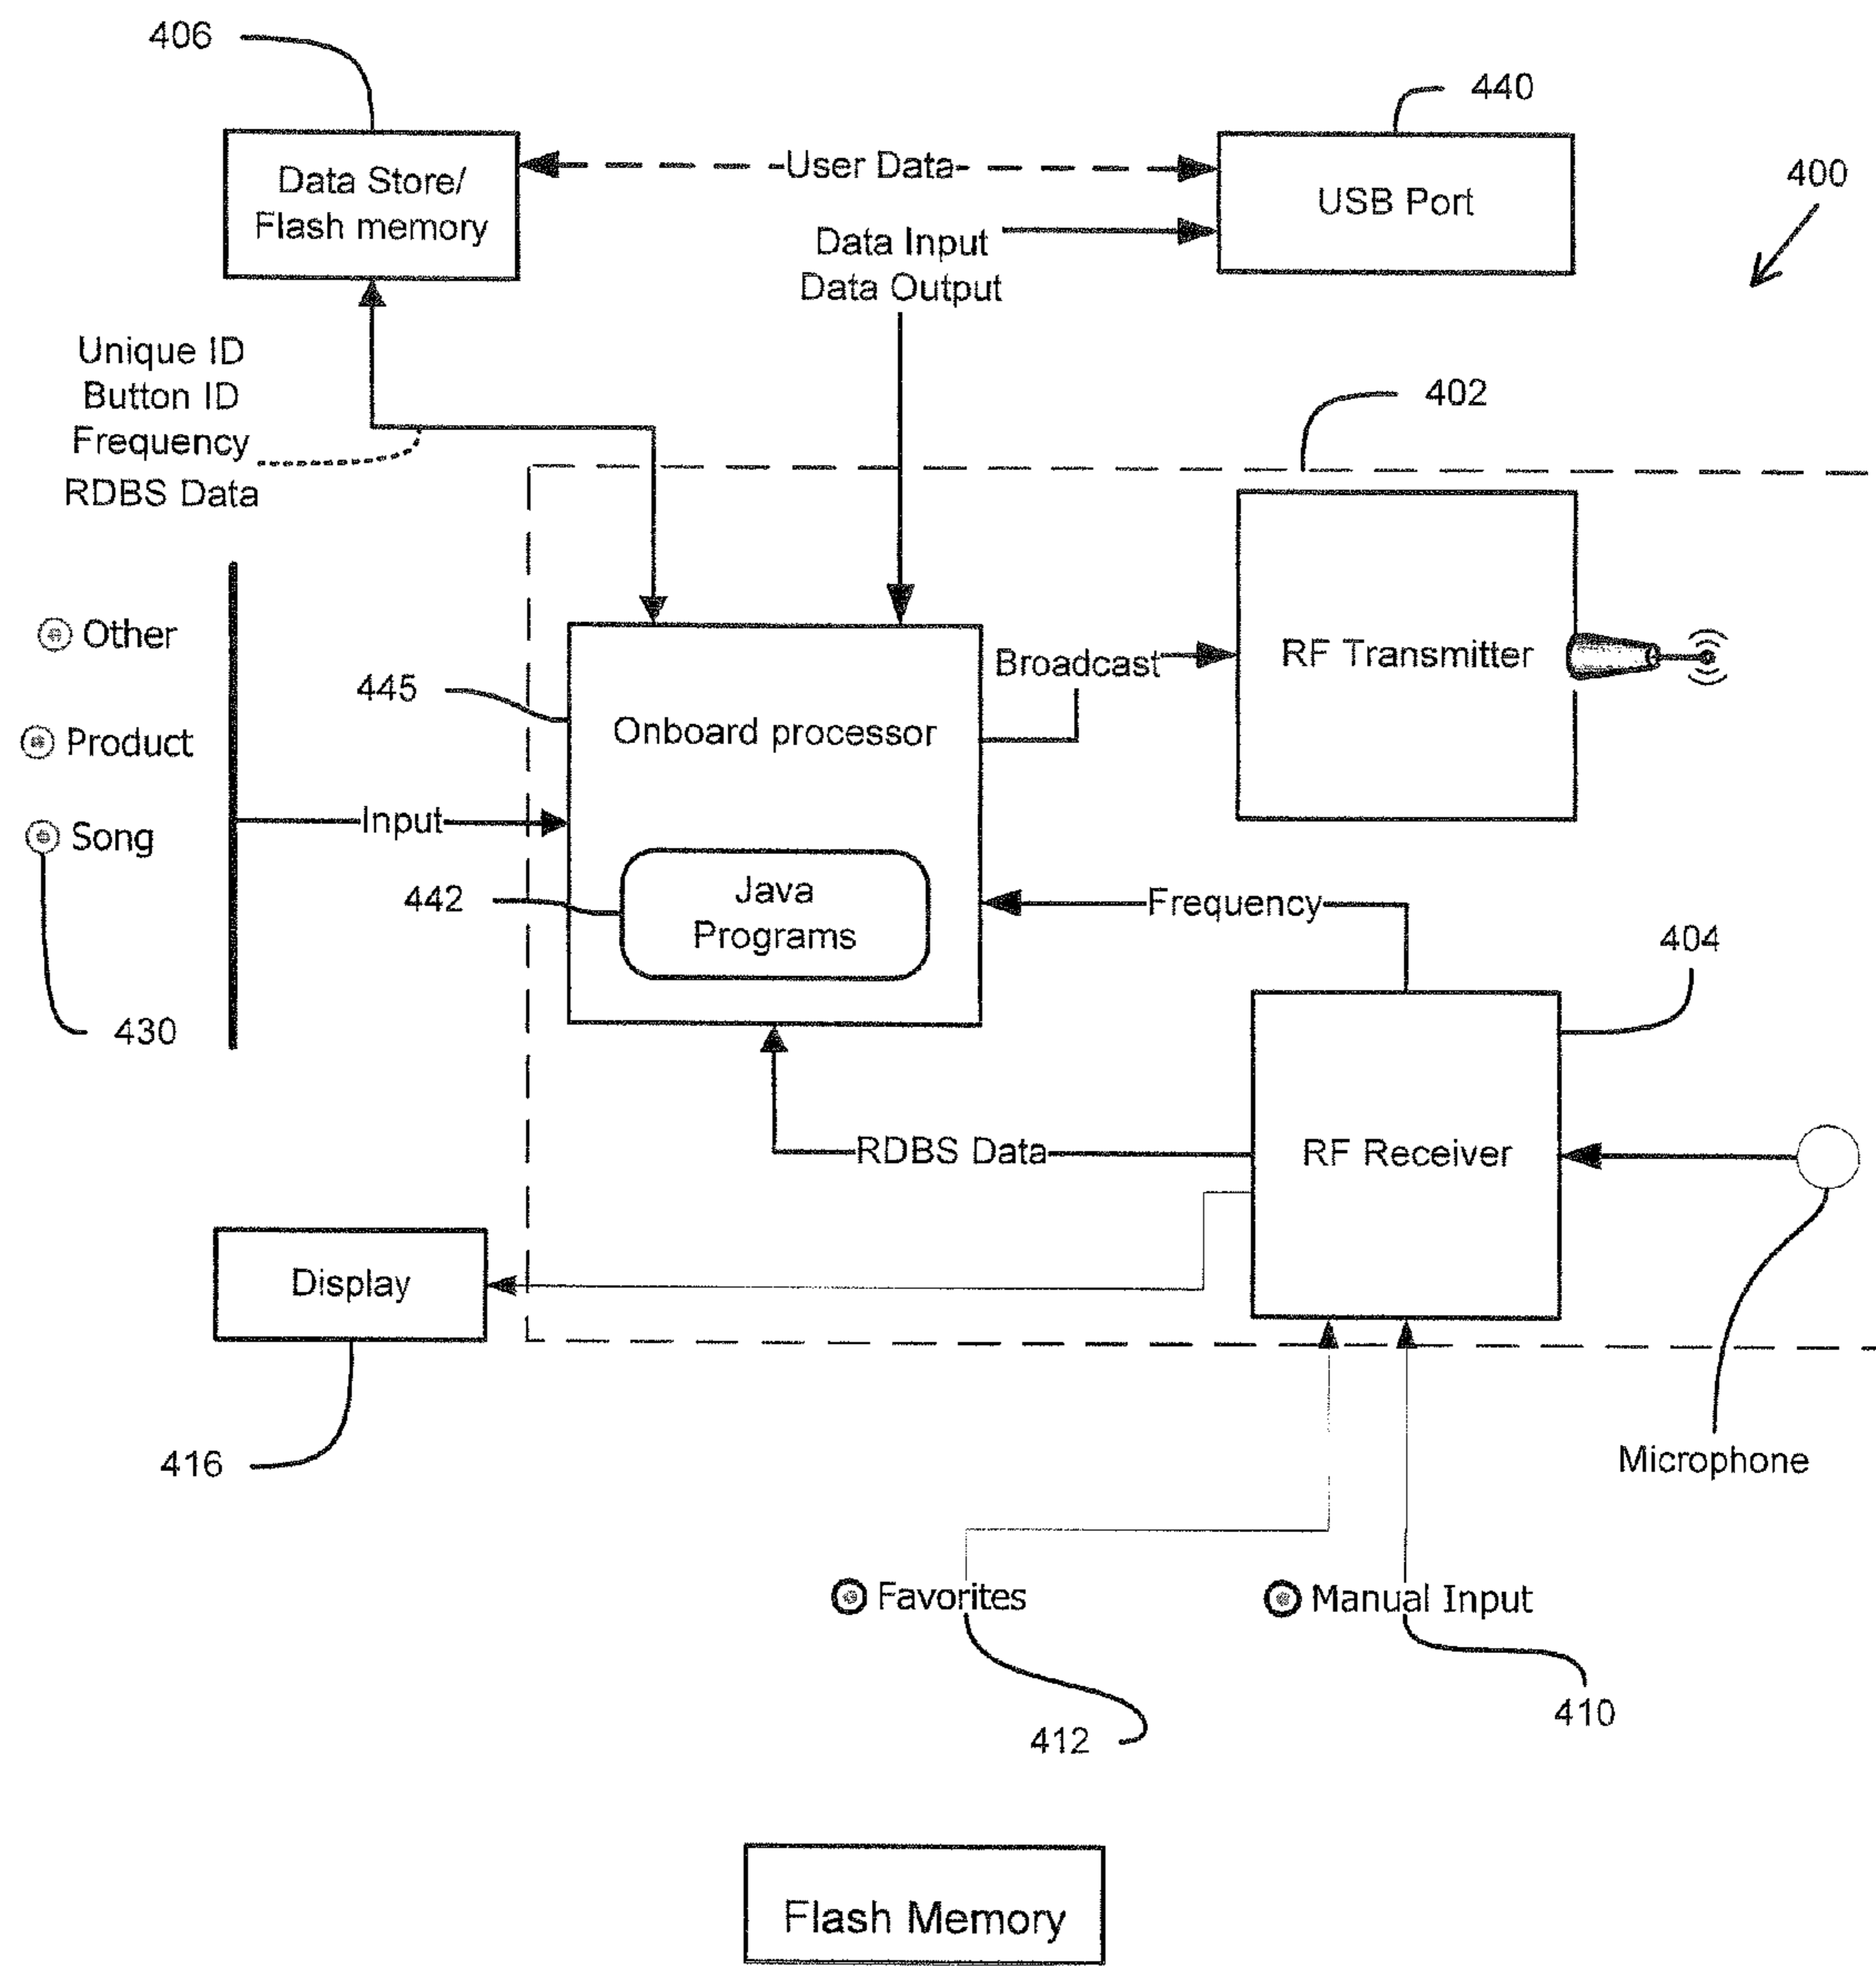 406
440
400
Data Store/
Flash memory
User Data
USB Port
Data Input
Data Output
Unique ID
Button ID
Frequency
RDBS Data
402
Other
Product
Song
430
445
Input
Onboard processor
442
Java
Programs
Broadcast
RF Transmitter
Frequency
404
RDBS Data
RF Receiver
Display
416
Microphone
Favorites
Manual Input
412
410
Flash Memory